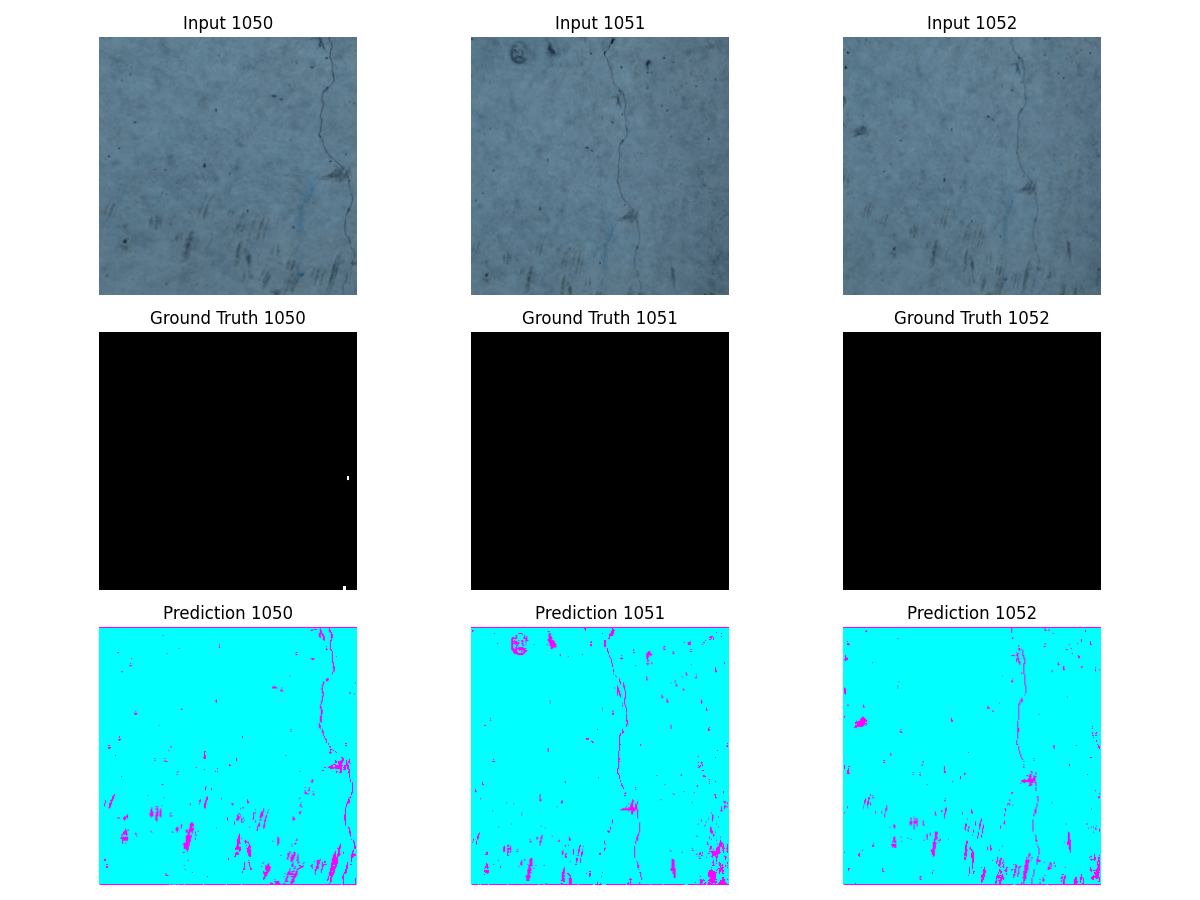 Input 1050
Input 1051
Input 1052
Ground Truth 1050
Ground Truth 1051
Ground Truth 1052
Prediction 1050
Prediction 1051
Prediction 1052